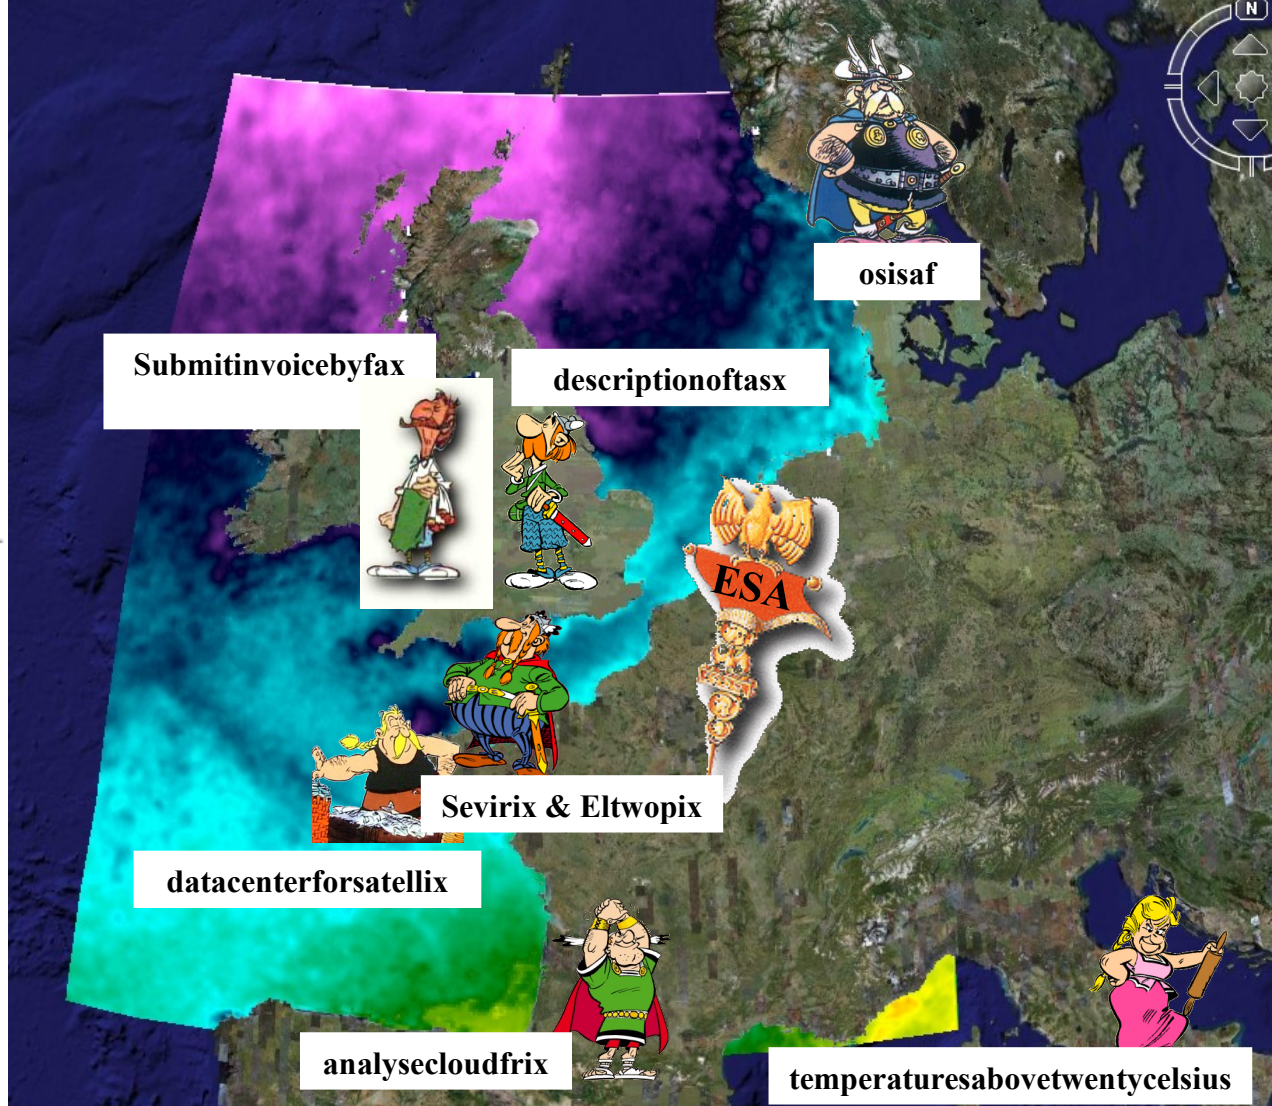 N
osisaf
Submitinvoicebyfax
descriptionoftasx
ESA
Sevirix & Eltwopix
datacenterforsatellix
analysecloudfrix
temperaturesabovetwentycelsius